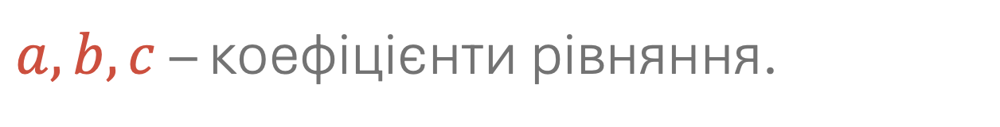 a, b, c – коефіцієнти рівняння.